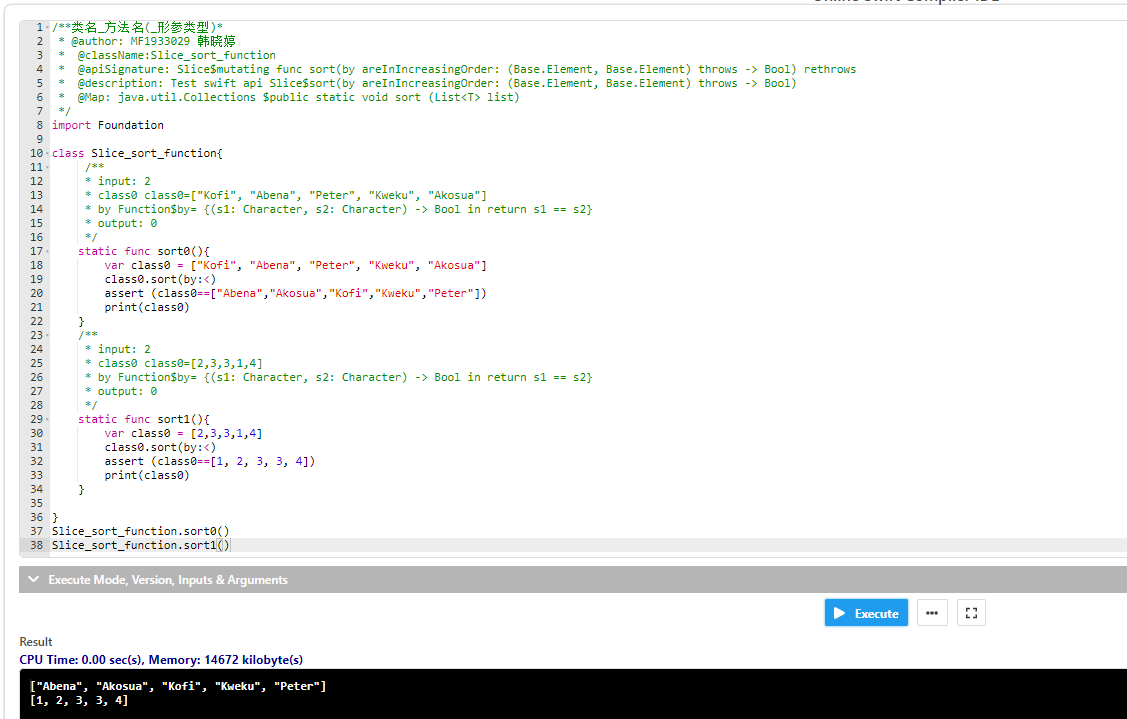 1 /**类名_方法名(_形参类型)*
2 * @author: MF1933029 韩晓婷
3 * @className:Slice_sort_function
4 * @apiSignature: Slice$mutating func sort(by areInIncreasingOrder: (Base.Element, Base.Element) throws -> Bool) rethrows
5 * @description: Test swift api Slice$sort(by areInIncreasingOrder: (Base.Element, Base.Element) throws -> Bool)
6 * @Map: java.util.Collections $public static void sort (List<T> list)
7 */
8 import Foundation
9
10 class Slice_sort_function{
11 /**
12 * input: 2
13 * class0 class0=["Kofi", "Abena", "Peter", "Kweku", "Akosua"]
14 * by Function$by= {(s1: Character, s2: Character) -> Bool in return s1 == s2}
15 * output: 0
16 */
17 static func sort0(){
18 var class0 = ["Kofi", "Abena", "Peter", "Kweku", "Akosua"]
19 class0.sort(by:<)
20 assert (class0==["Abena","Akosua","Kofi","Kweku","Peter"])
21 print(class0)
22 }
23 /**
24 * input: 2
25 * class0 class0=[2,3,3,1,4]
26 * by Function$by= {(s1: Character, s2: Character) -> Bool in return s1 == s2}
27 * output: 0
28 */
29 static func sort1(){
30 var class0 = [2,3,3,1,4]
31 class0.sort(by:<)
32 assert (class0==[1, 2, 3, 3, 4])
33 print(class0)
34 }
35
36 }
37 Slice_sort_function.sort0()
38 Slice_sort_function.sort1()
Execute Mode, Version, Inputs & Arguments
Execute
Result
CPU Time: 0.00 sec(s), Memory: 14672 kilobyte(s)
["Abena", "Akosua", "Kofi", "Kweku", "Peter"]
[1, 2, 3, 3, 4]